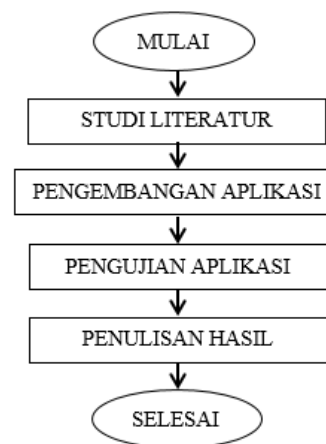 MULAI
STUDI LITERATUR
PENGEMBANGAN APLIKASI
PENGUJIAN APLIKASI
PENULISAN HASIL
SELESAI